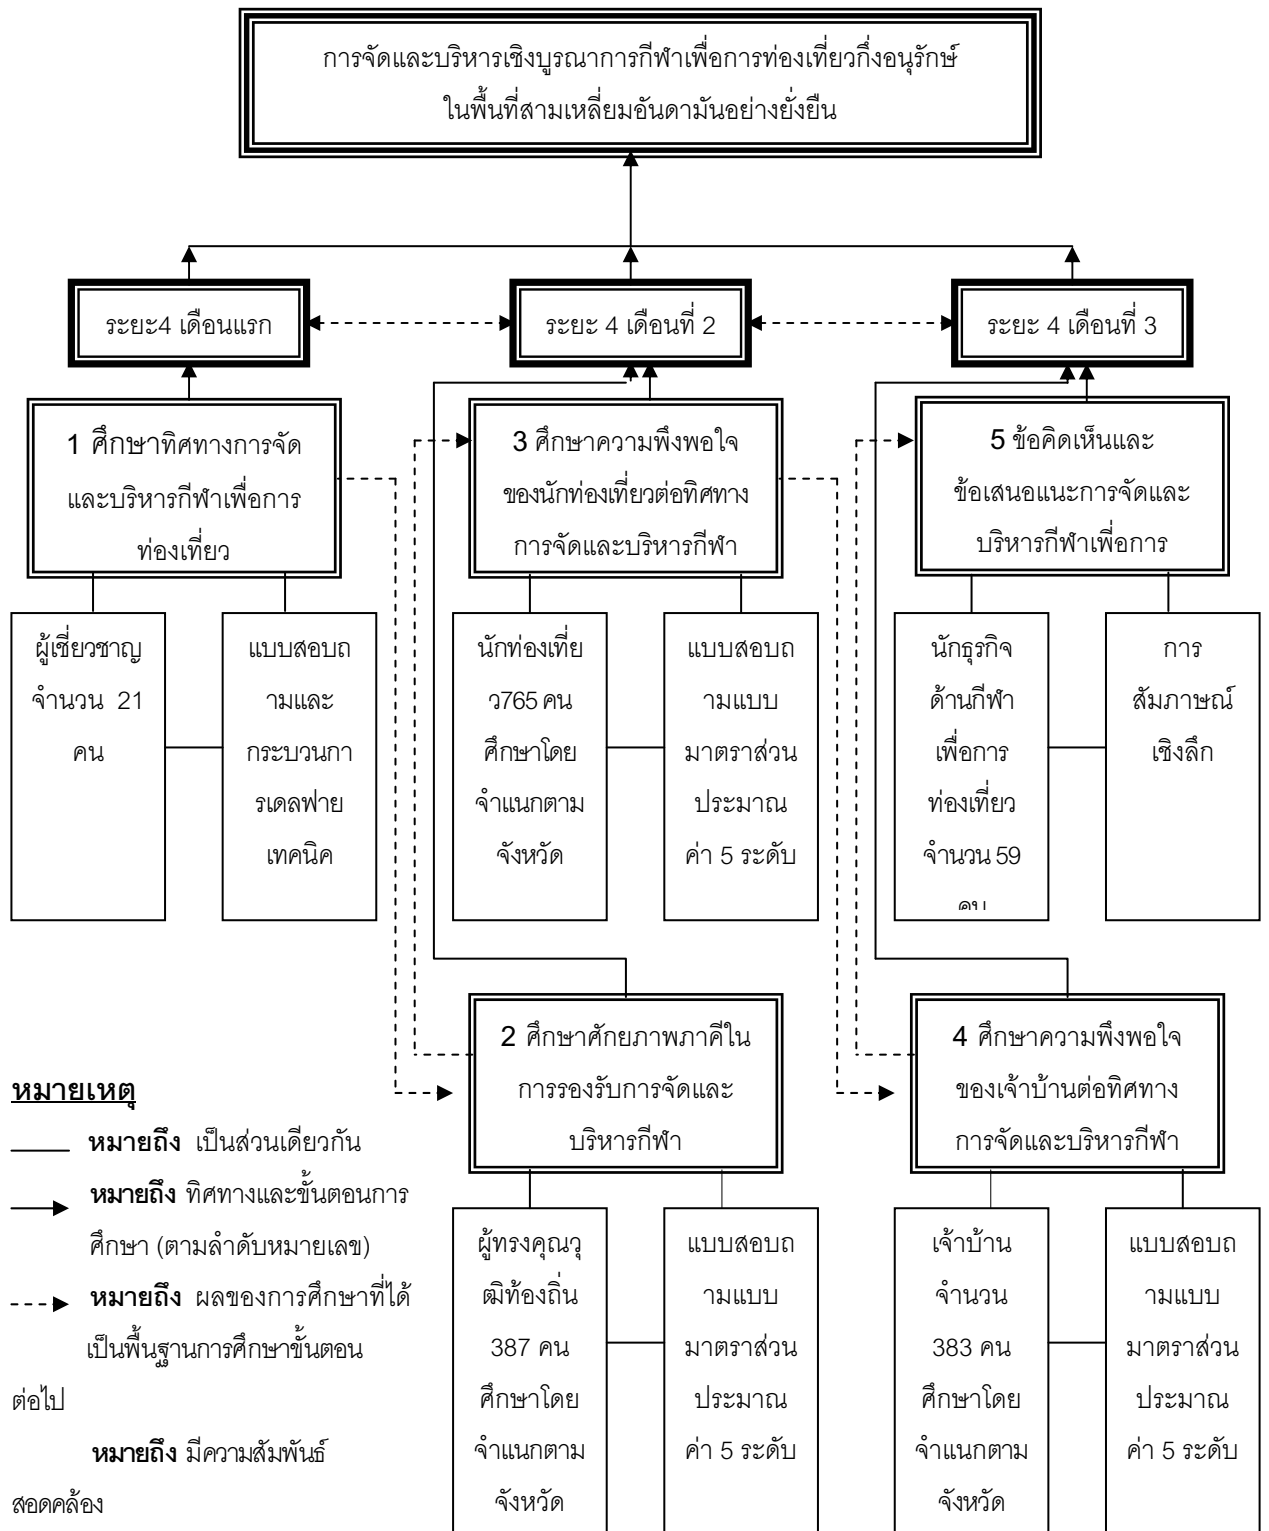 การจัดและบริหารเชิงบูรณาการกีฬาเพื่อการท่องเที่ยวกึ่งอนุรักษ์
ในพื้นที่สามเหลี่ยมอันดามันอย่างยั่งยืน
ระยะ4 เดือนแรก
ระยะ 4 เดือนที่ 2
ระยะ 4 เดือนที่ 3
1 ศึกษาทิศทางการจัด
และบริหารกีฬาเพื่อการ
ท่องเที่ยว
3 ศึกษาความพึงพอใจ
ของนักท่องเที่ยวต่อทิศทาง
การจัดและบริหารกีฬา
5 ข้อคิดเห็นและ
ข้อเสนอแนะการจัดและ
บริหารกีฬาเพื่อการ
ผู้เชี่ยวชาญ
จำนวน 21
คน
แบบสอบถ
ามและ
กระบวนกา
รเดลฟาย
เทคนิค
นักท่องเที่ย
ว765 คน
ศึกษาโดย
จำแนกตาม
จังหวัด
แบบสอบถ
ามแบบ
มาตราส่วน
ประมาณ
ค่า 5 ระดับ
นักธุรกิจ
ด้านกีฬา
เพื่อการ
ท่องเที่ยว
จำนวน 59
คน
การ
สัมภาษณ์
เชิงลึก
2 ศึกษาศักยภาพภาคีใน
การรองรับการจัดและ
บริหารกีฬา
4 ศึกษาความพึงพอใจ
ของเจ้าบ้านต่อทิศทาง
การจัดและบริหารกีฬา
ผู้ทรงคุณวุ
ฒิท้องถิ่น
387 คน
ศึกษาโดย
จำแนกตาม
จังหวัด
แบบสอบถ
ามแบบ
มาตราส่วน
ประมาณ
ค่า 5 ระดับ
เจ้าบ้าน
จำนวน
383 คน
ศึกษาโดย
จำแนกตาม
จังหวัด
แบบสอบถ
ามแบบ
มาตราส่วน
ประมาณ
ค่า 5 ระดับ
หมายเหตุ
หมายถึง เป็นส่วนเดียวกัน
หมายถึง ทิศทางและขั้นตอนการ
ศึกษา (ตามลำดับหมายเลข)
หมายถึง ผลของการศึกษาที่ได้
เป็นพื้นฐานการศึกษาขั้นตอน
ต่อไป
หมายถึง มีความสัมพันธ์
สอดคล้อง